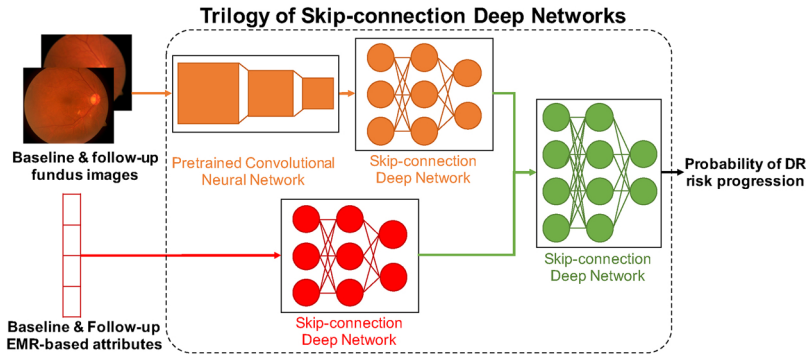 Trilogy of Skip-connection Deep Networks
Baseline & follow-up
fundus images
Pretrained Convolutional
Neural Network
Skip-connection
Deep Network
Skip-connection
Deep Network
Probability of DR
risk progression
Baseline & Follow-up
EMR-based attributes
Skip-connection
Deep Network